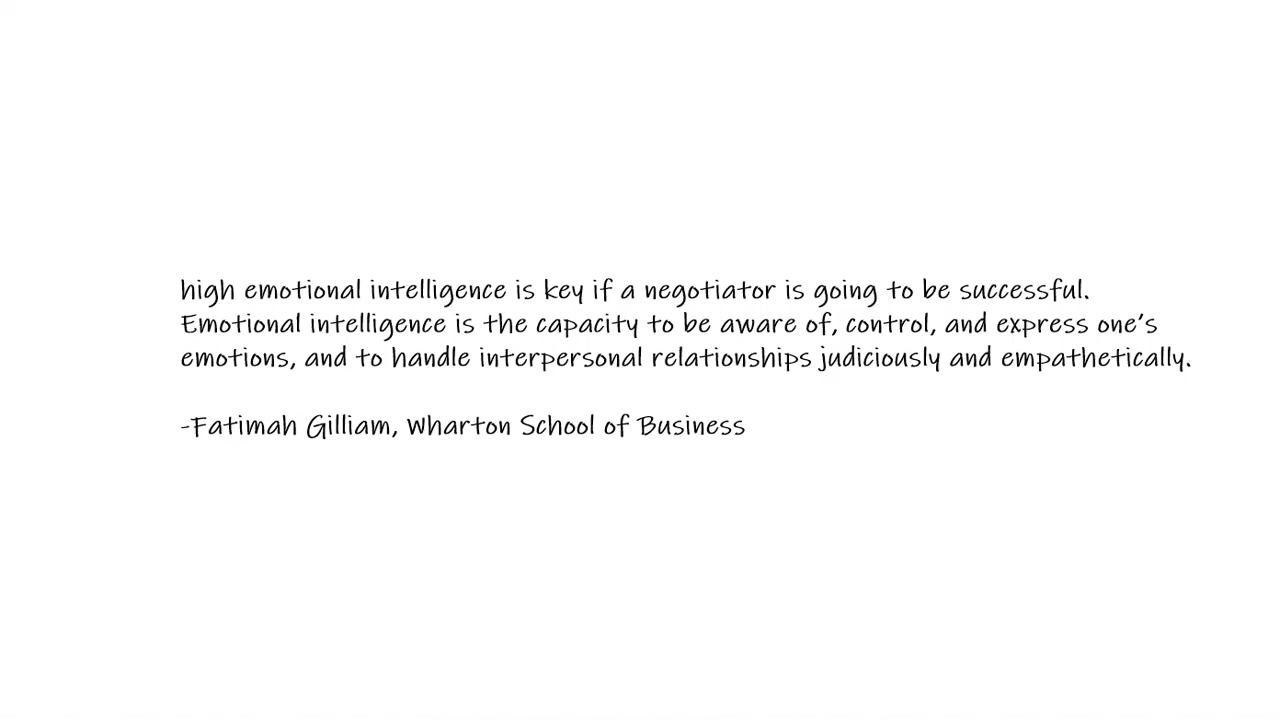 high emotional intelligence is key if a negotiator is going to be successful.
Emotional intelligence is the capacity to be aware of, control, and express one's
emotions, and to handle interpersonal relationships judiciously and empathetically.
-Fatimah Gilliam, Wharton School of Business